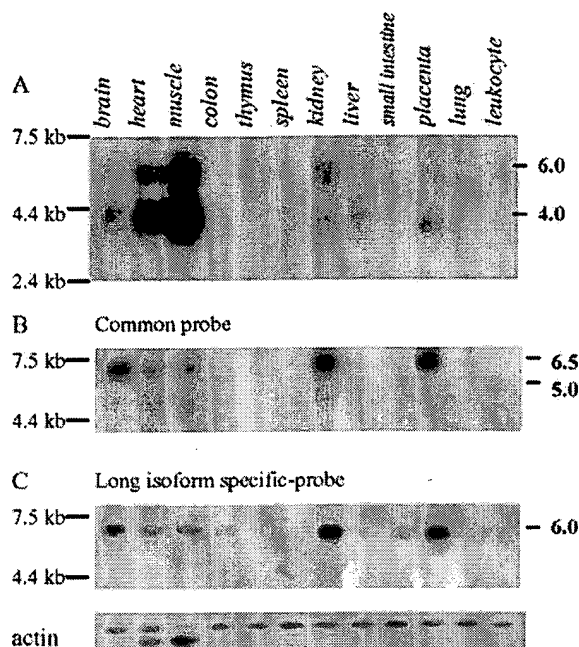 A
brain
heart
muscle
colon
thymus
spleen
kidney
liver
small intestine
placenta
lung
leukocyte
7.5 kb
6.0
4.4 kb
4.0
2.4 kb
B Common probe
7.5 kb
6.5
5.0
4.4 kb
C Long isoform specific-probe
7.5 kb
6.0
4.4 kb
actin